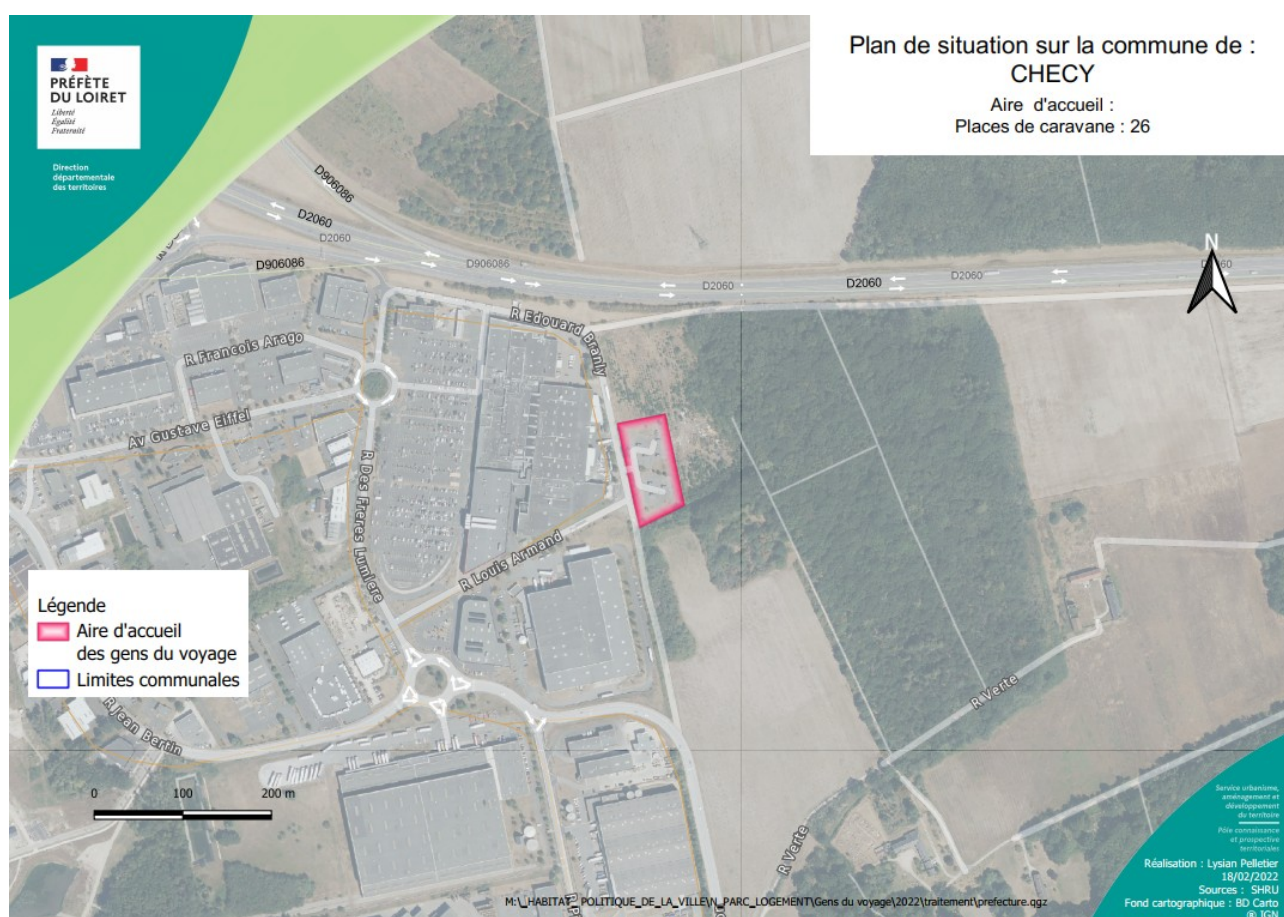 PRÉFÈTE
DU LOIRET
Liberté
Égalité
Fraternité
Direction
départementale
des territoires
Plan de situation sur la commune de :
CHECY
Aire d'accueil :
Places de caravane : 26
N
D906086
D2060
D2060
D906086
D906086
D2060
D2060
D2060
D2060
R Edouard Branly
R Francois Arago
Av Gustave Eiffel
R Des Freres Lumiere
R Louis Armand
R Jean Bertin
R Verte
R Verte
Légende
Aire d'accueil
des gens du voyage
Limites communales
0 100 200 m
Service urbanisme,
aménagement et
développement
du territoire
Pôle connaissance
et prospective
territoriales
Réalisation : Lysian Pelletier
18/02/2022
Sources : SHRU
Fond cartographique : BD Carto
® IGN
M:\_HABITAT_POLITIQUE_DE_LA_VILLE\N_PARC_LOGEMENT\Gens du voyage\2022\traitement\prefecture.qgz